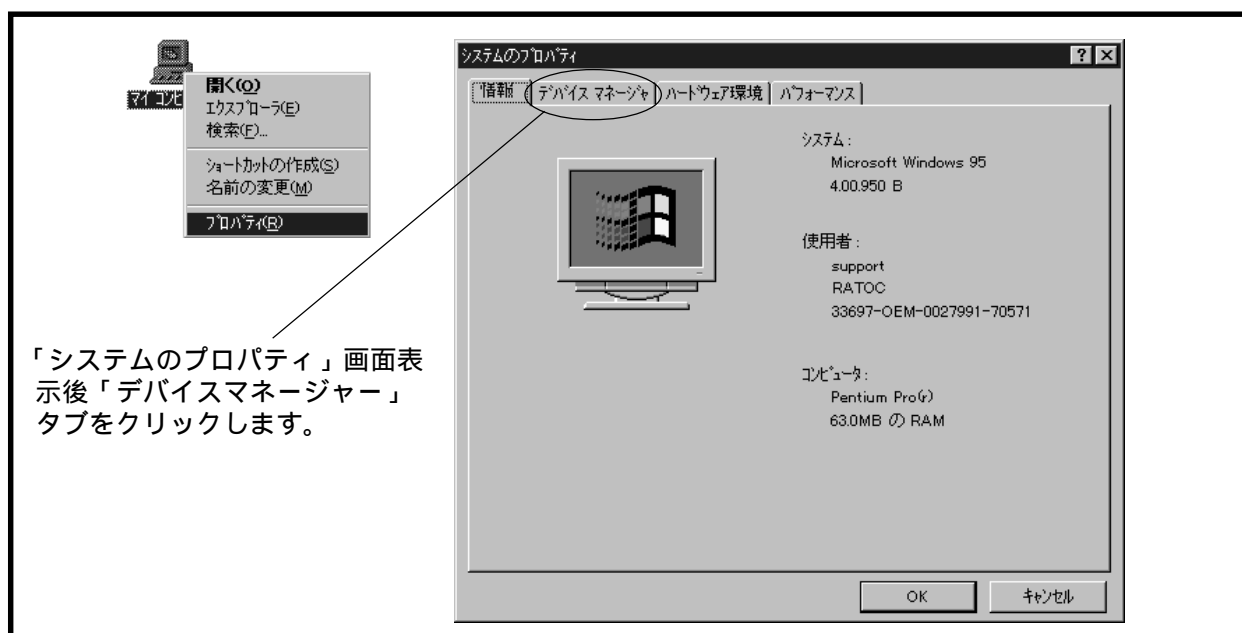 マイ コンピ
開く(O)
エクスプローラ(E)
検索(F)...
ショートカットの作成(S)
名前の変更(M)
プロパティ(R)
「システムのプロパティ」画面表
示後「デバイスマネージャー」
タブをクリックします。
システムのプロパティ
情報 デバイス マネージャ ハードウェア環境 パフォーマンス
システム:
Microsoft Windows 95
4.00.950 B
使用者:
support
RATOC
33697-OEM-0027991-70571
コンピュータ:
Pentium Pro(r)
63.0MB の RAM
OK キャンセル